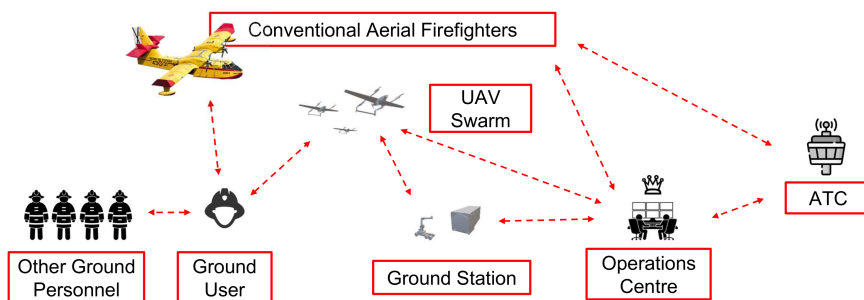 Conventional Aerial Firefighters
UAV
Swarm
ATC
Other Ground
Personnel
Ground
User
Ground Station
Operations
Centre